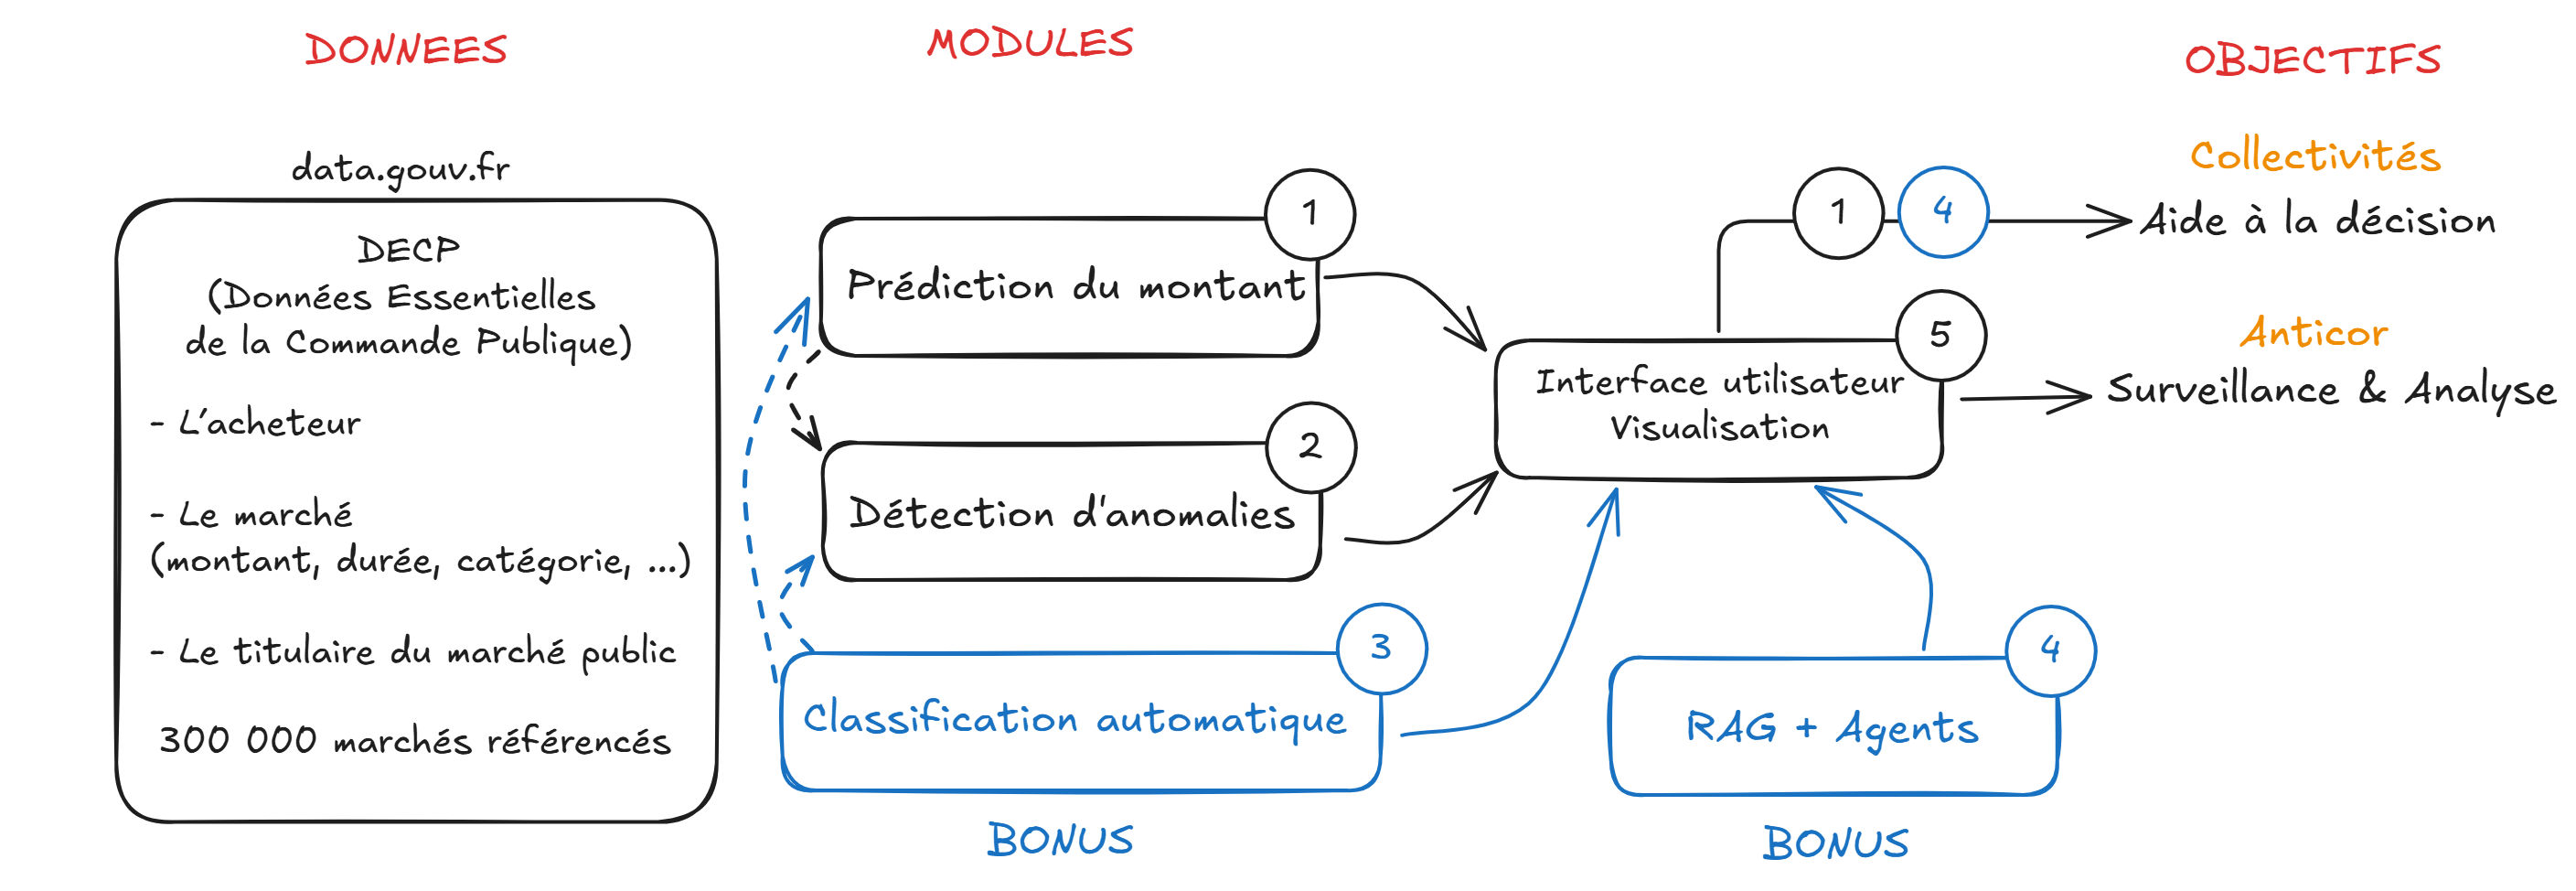 DONNEES
MODULES
OBJECTIFS
data.gouv.fr
DECP
(Données Essentielles
de la Commande Publique)
- L'acheteur
- Le marché
(montant, durée, catégorie, ...)
- Le titulaire du marché public
300 000 marchés référencés
1
Prédiction du montant
2
Détection d'anomalies
3
Classification automatique
BONUS
1
4
Collectivités
Aide à la décision
5
Interface utilisateur
Visualisation
Anticor
Surveillance & Analyse
4
RAG + Agents
BONUS